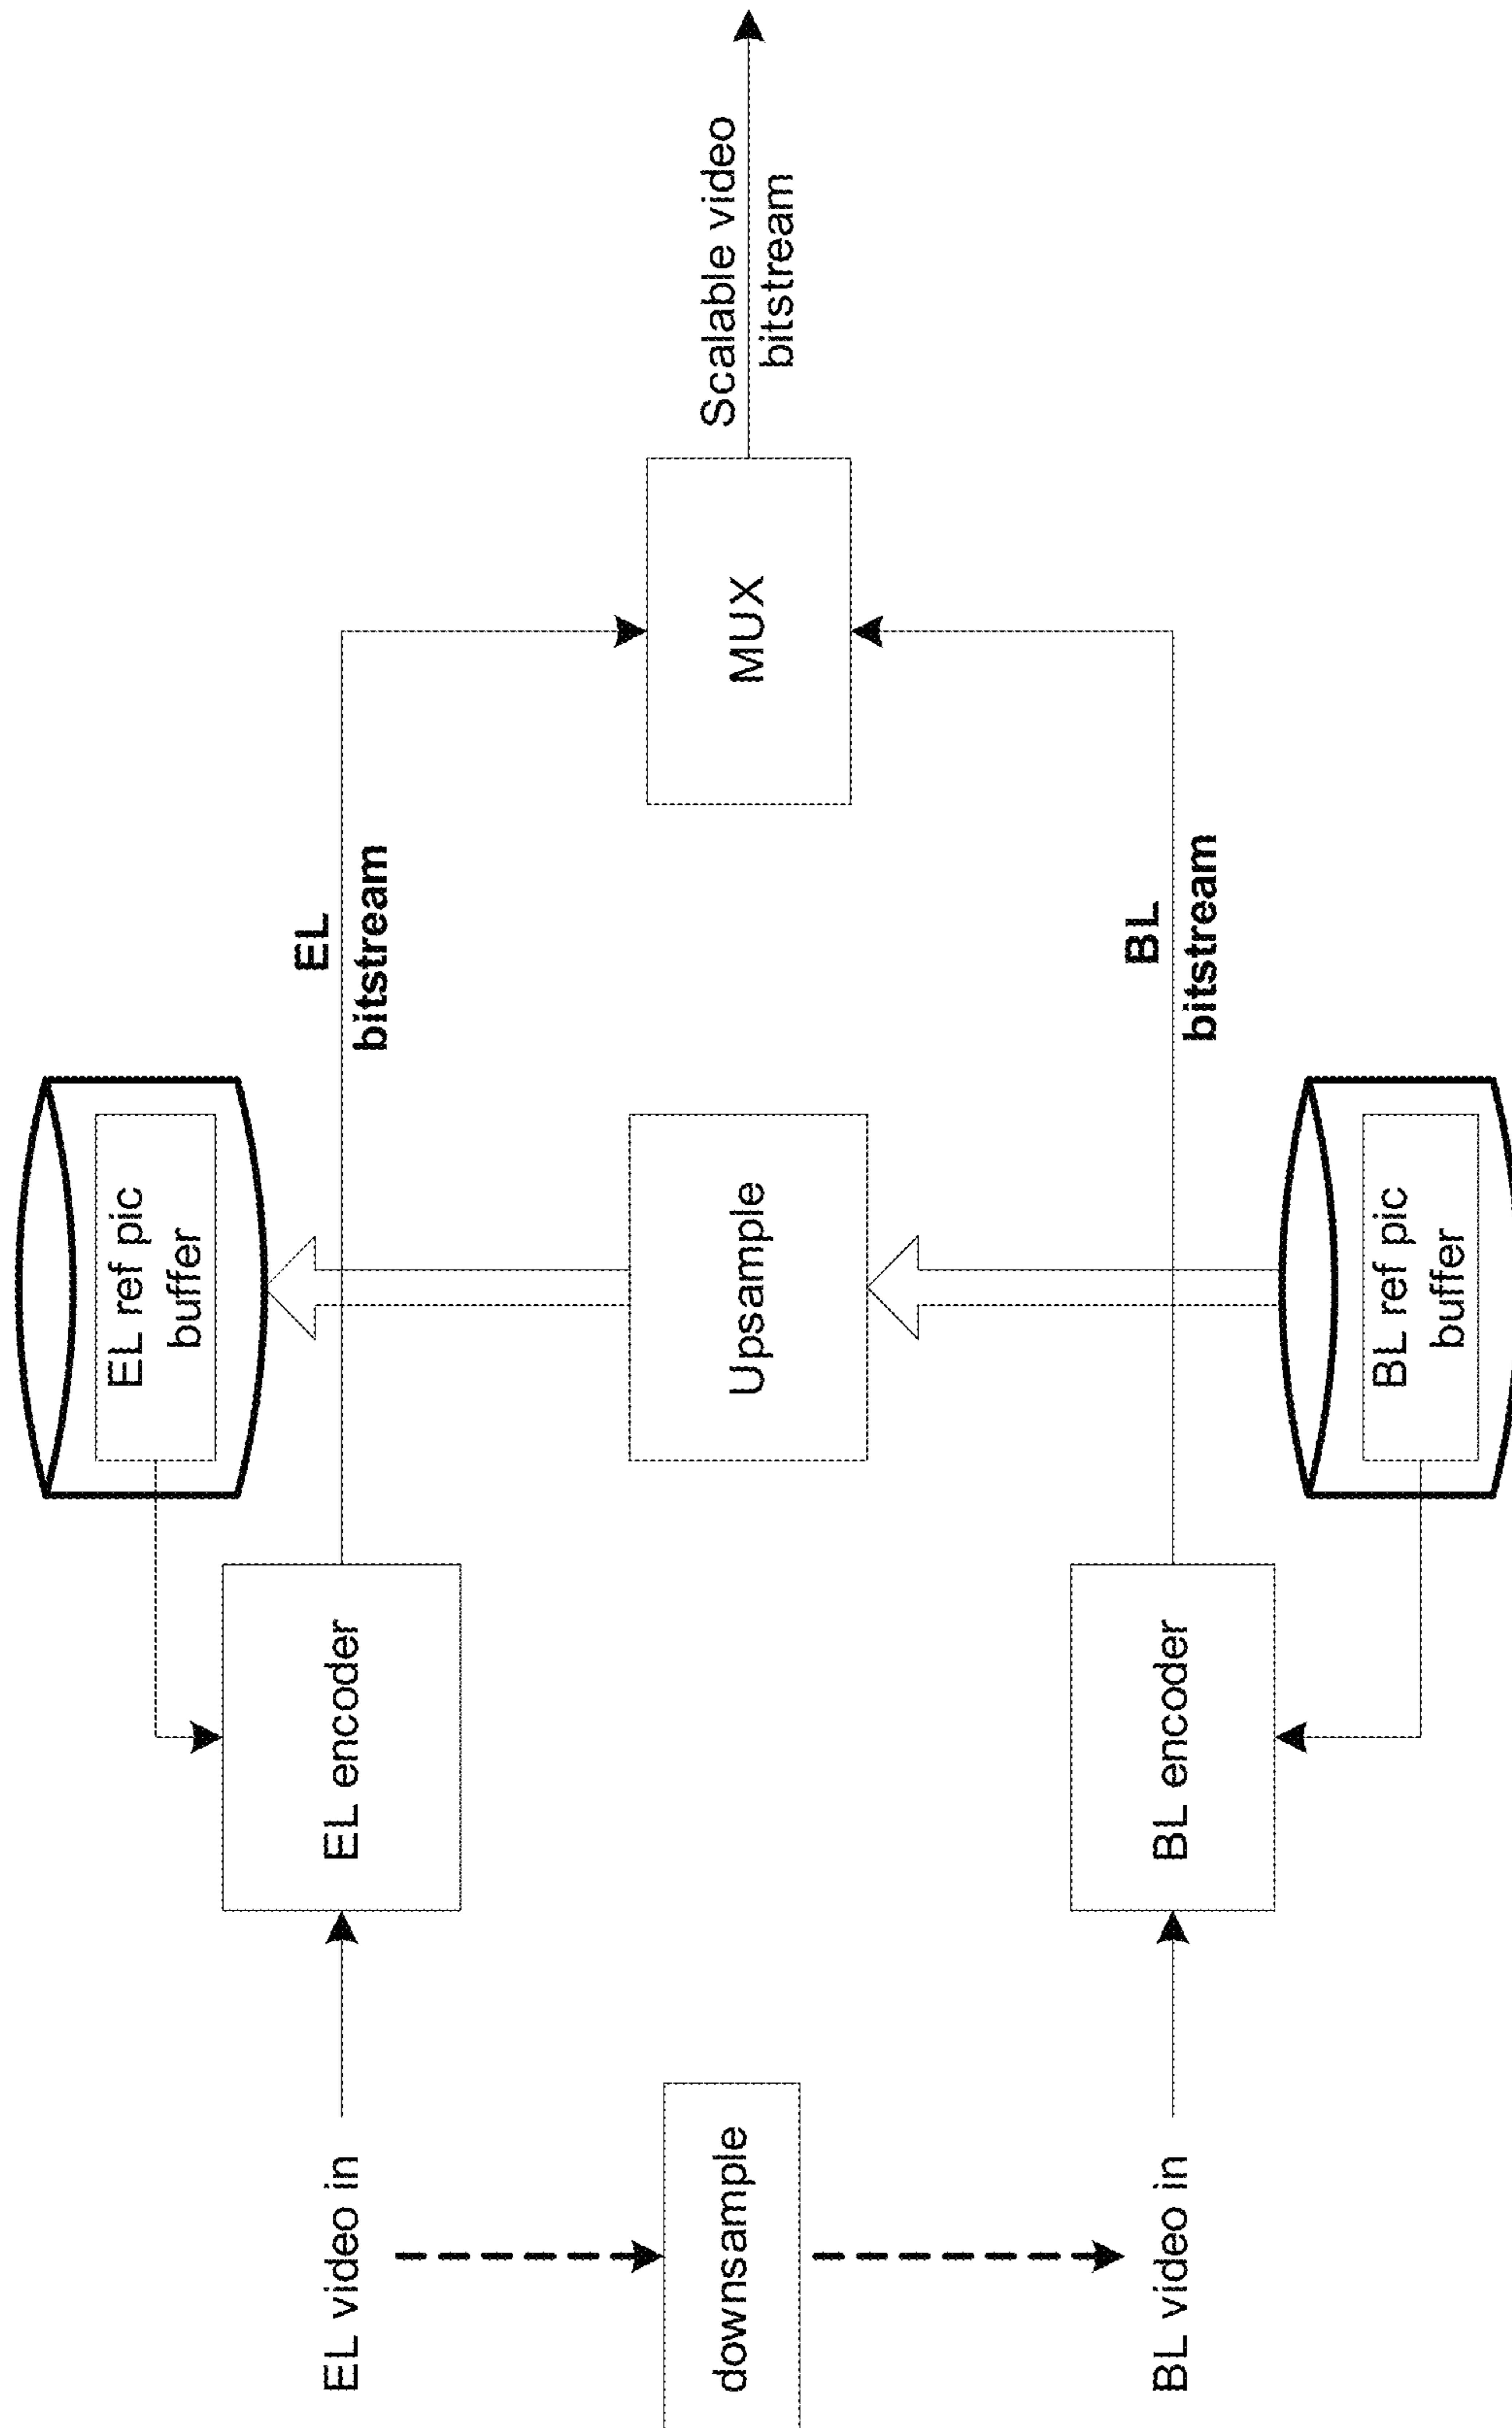 EL video in
downsample
BL video in
EL encoder
BL encoder
EL ref pic
buffer
Upsample
BL ref pic
buffer
EL
bitstream
BL
bitstream
MUX
Scalable video
bitstream